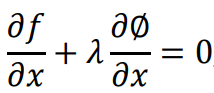 ∂f/∂x + λ ∂∅/∂x = 0